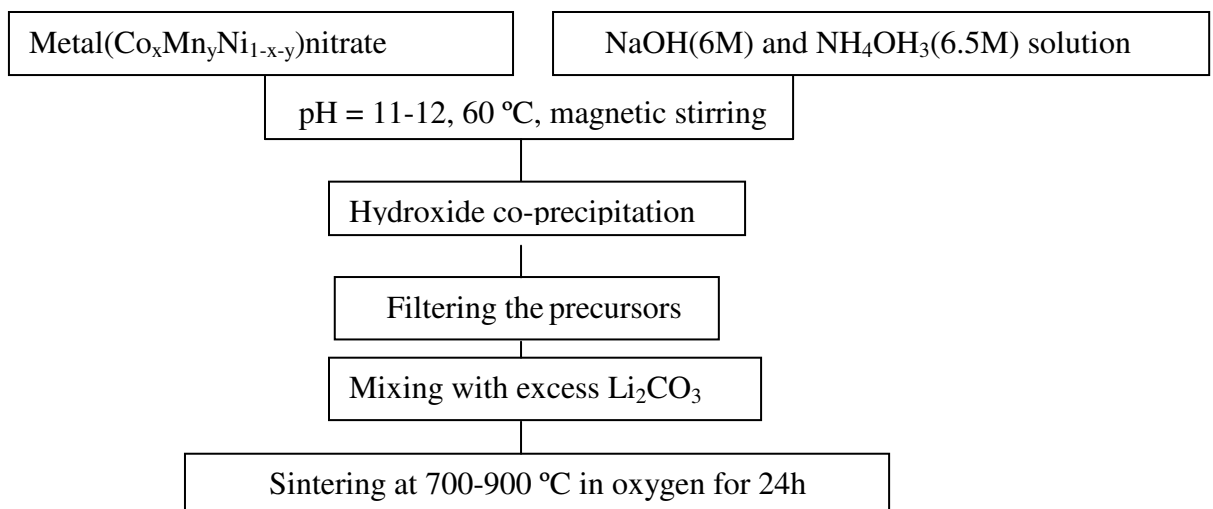 Metal(CoₓMnᵧNi₁₋ₓ₋ᵧ)nitrate
NaOH(6M) and NH₄OH₃(6.5M) solution
pH = 11-12, 60 ºC, magnetic stirring
Hydroxide co-precipitation
Filtering the precursors
Mixing with excess Li₂CO₃
Sintering at 700-900 ºC in oxygen for 24h